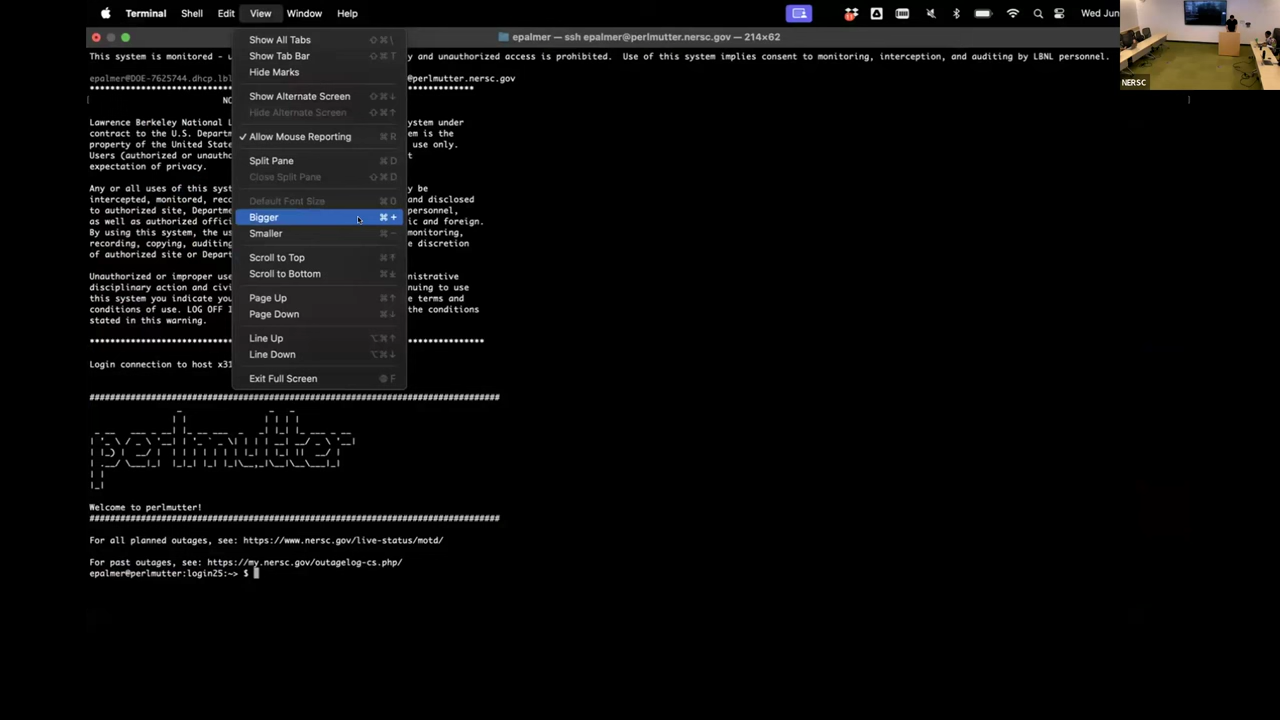 Terminal Shell Edit View Window Help Wed Jun
epalmer — ssh epalmer@perlmutter.nersc.gov — 214×62
Show All Tabs ⇧⌘\
Show Tab Bar ⇧⌘T
Hide Marks
Show Alternate Screen ⇧⌘↓
Hide Alternate Screen ⇧⌘↑
✓ Allow Mouse Reporting ⌘R
Split Pane ⌘D
Close Split Pane ⇧⌘D
Default Font Size ⌘0
Bigger ⌘+
Smaller ⌘-
Scroll to Top
Scroll to Bottom
Page Up ⌘↑
Page Down ⌘↓
Line Up ⌥⌘↑
Line Down ⌥⌘↓
Exit Full Screen F
This system is monitored - u y and unauthorized access is prohibited. Use of this system implies consent to monitoring, interception, and auditing by LBNL personnel.
epalmer@DOE-7625744.dhcp.lbl @perlmutter.nersc.gov
NO
Lawrence Berkeley National L ystem under
contract to the U.S. Depart em is the
property of the United State use only.
Users (authorized or unautho t
expectation of privacy.
Any or all uses of this syst y be
intercepted, monitored, reco and disclosed
to authorized site, Departme personnel,
as well as authorized offici ic and foreign.
By using this system, the us monitoring,
recording, copying, auditing e discretion
of authorized site or Depart
Unauthorized or improper use nistrative
disciplinary action and civi nuing to use
this system you indicate you e terms and
conditions of use. LOG OFF I the conditions
stated in this warning.
Login connection to host x31
perlmutter
Welcome to perlmutter!
For all planned outages, see: https://www.nersc.gov/live-status/motd/
For past outages, see: https://my.nersc.gov/outagelog-cs.php/
epalmer@perlmutter:login25:~> $
NERSC